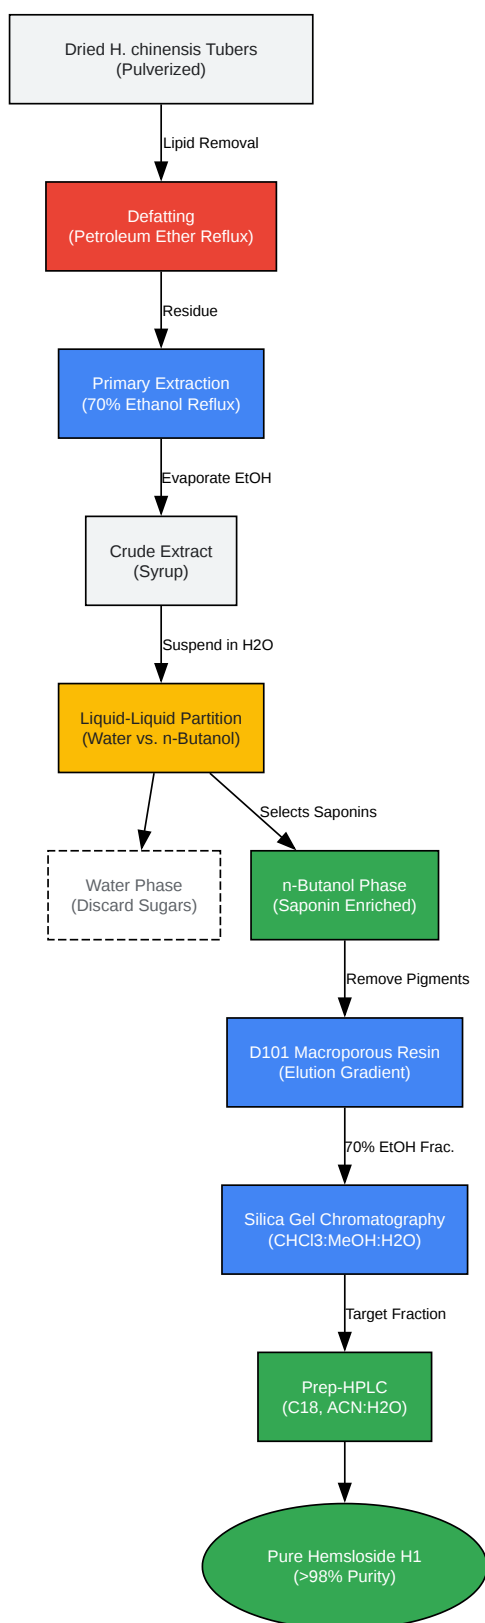 Dried H. chinensis Tubers
(Pulverized)
Lipid Removal
Defatting
(Petroleum Ether Reflux)
Residue
Primary Extraction
(70% Ethanol Reflux)
Evaporate EtOH
Crude Extract
(Syrup)
Suspend in H2O
Liquid-Liquid Partition
(Water vs. n-Butanol)
Selects Saponins
Water Phase
(Discard Sugars)
n-Butanol Phase
(Saponin Enriched)
Remove Pigments
D101 Macroporous Resin
(Elution Gradient)
70% EtOH Frac.
Silica Gel Chromatography
(CHCl3:MeOH:H2O)
Target Fraction
Prep-HPLC
(C18, ACN:H2O)
Pure Hemsloside H1
(>98% Purity)